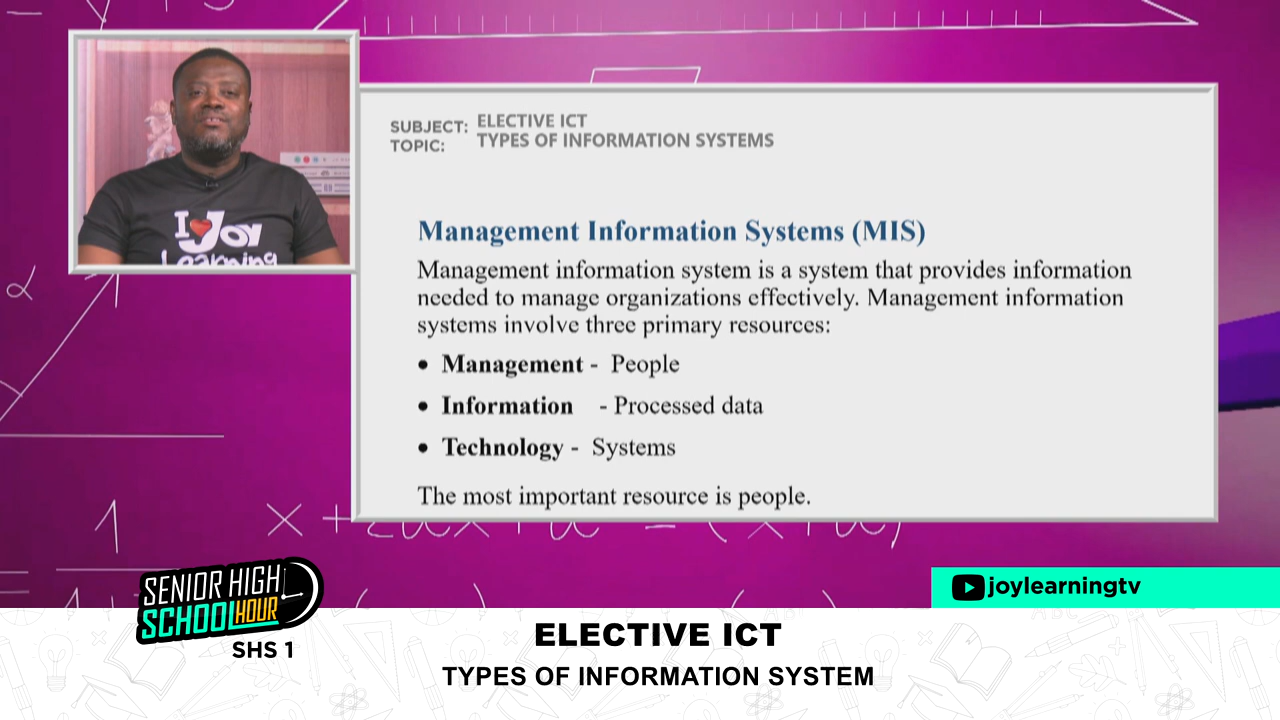 SUBJECT: ELECTIVE ICT
TOPIC: TYPES OF INFORMATION SYSTEMS
Management Information Systems (MIS)
Management information system is a system that provides information
needed to manage organizations effectively. Management information
systems involve three primary resources:
• Management - People
• Information - Processed data
• Technology - Systems
The most important resource is people.
I ❤ Joy
Learning
SENIOR HIGH
SCHOOL HOUR
SHS 1
joylearningtv
ELECTIVE ICT
TYPES OF INFORMATION SYSTEM